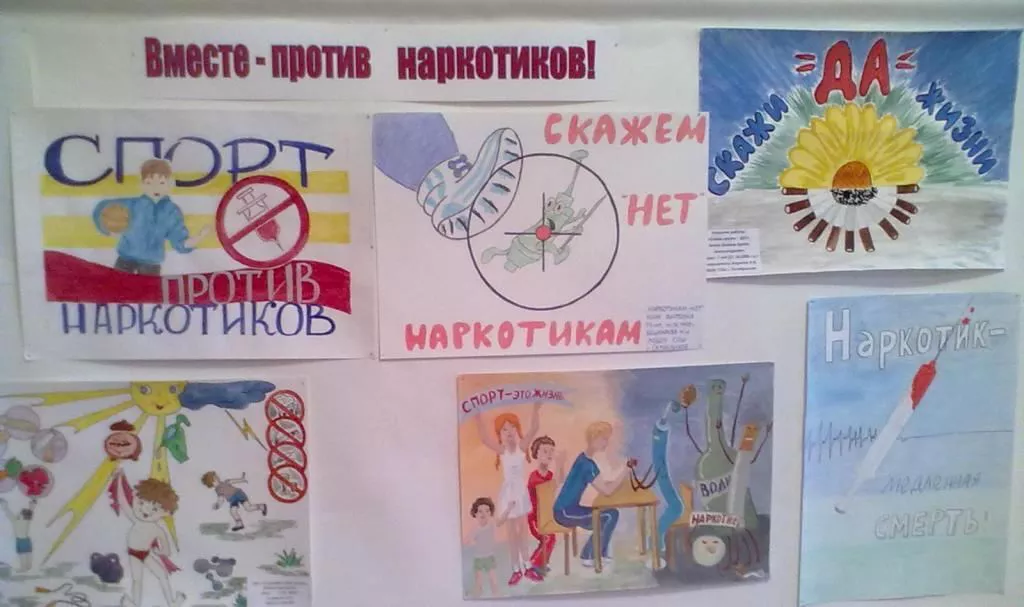 Вместе - против наркотиков!
СПОРТ
ПРОТИВ
НАРКОТИКОВ
СКАЖЕМ
"НЕТ"
НАРКОТИКАМ
СКАЖИ "ДА" ЖИЗНИ
СПОРТ-ЭТО ЖИЗНЬ
НАРКОТИК
Наркотик-
МЕДЛЕННАЯ
СМЕРТЬ!